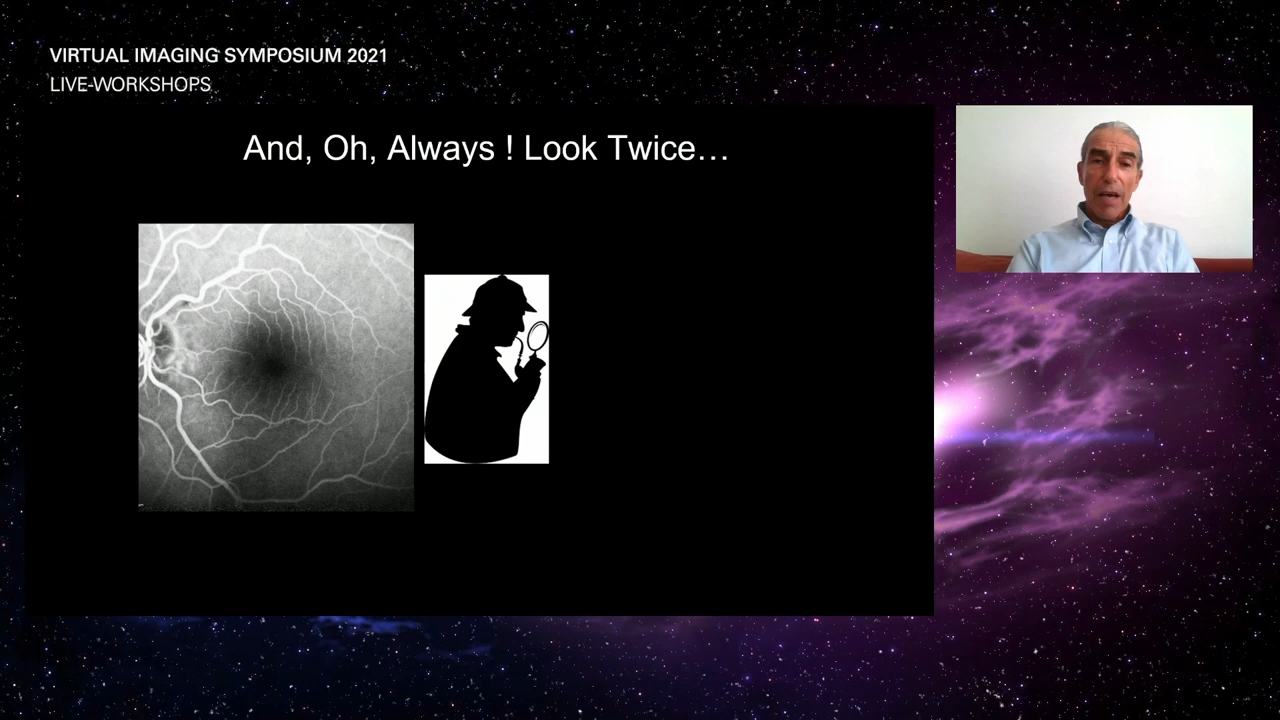 VIRTUAL IMAGING SYMPOSIUM 2021
LIVE-WORKSHOPS
And, Oh, Always ! Look Twice…